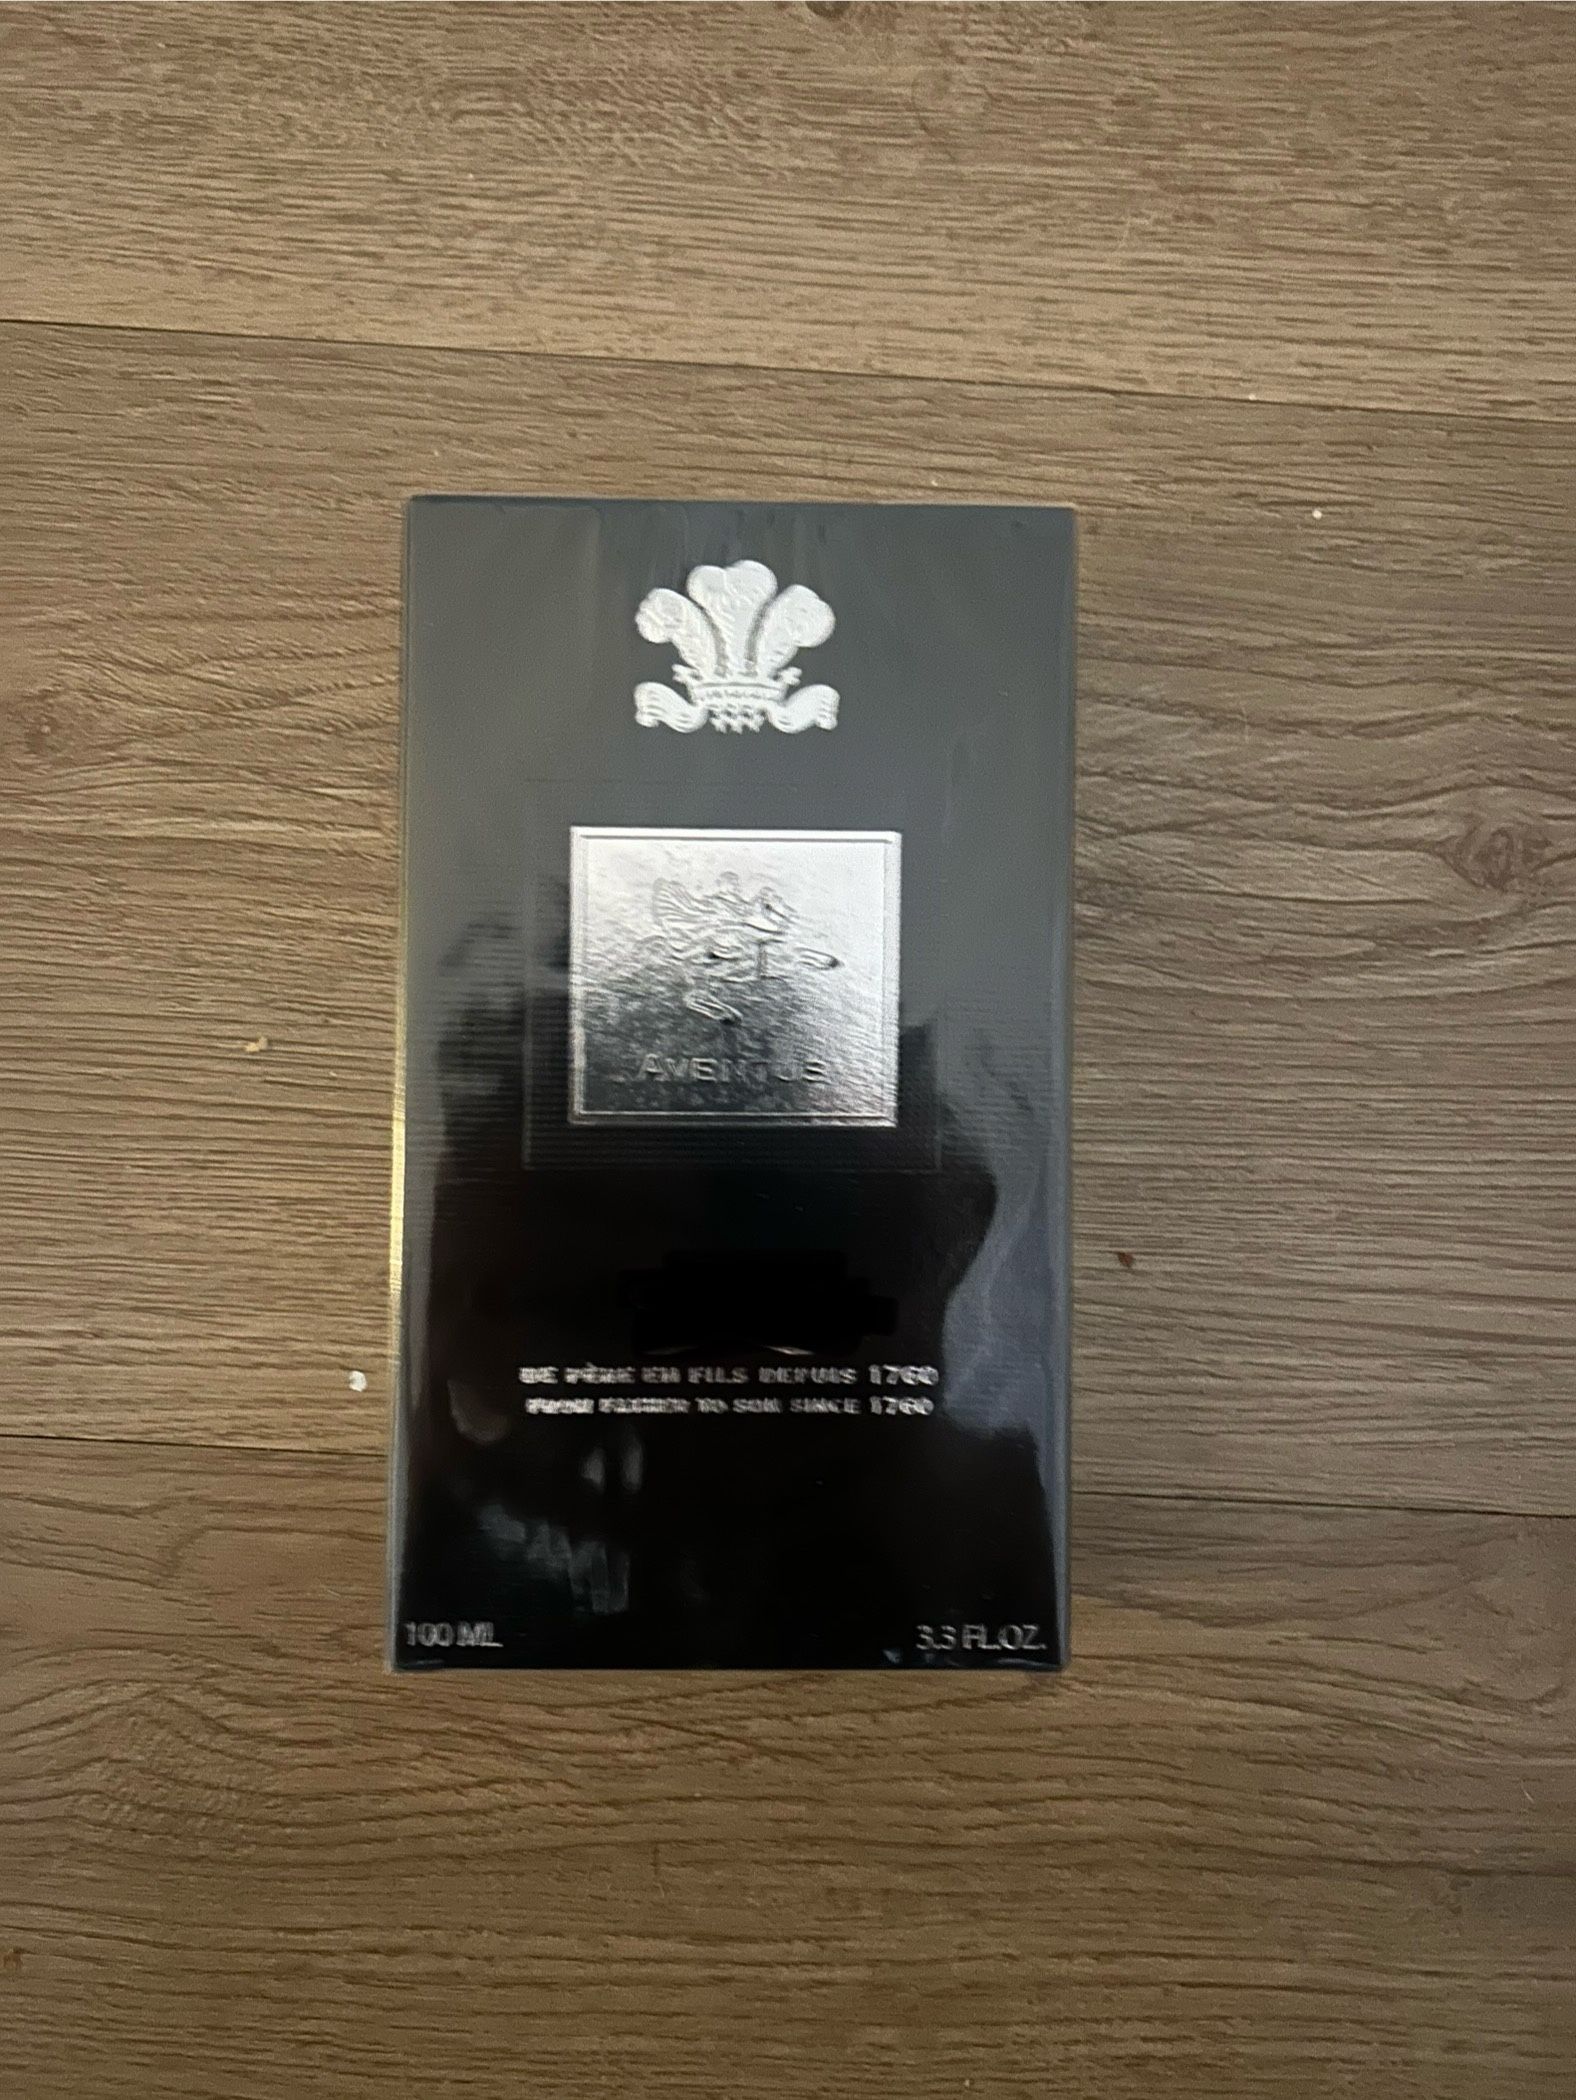 AVENTUS
DE PÈRE EN FILS DEPUIS 1760
FROM FATHER TO SON SINCE 1760
100 ML 3.3 FL.OZ.